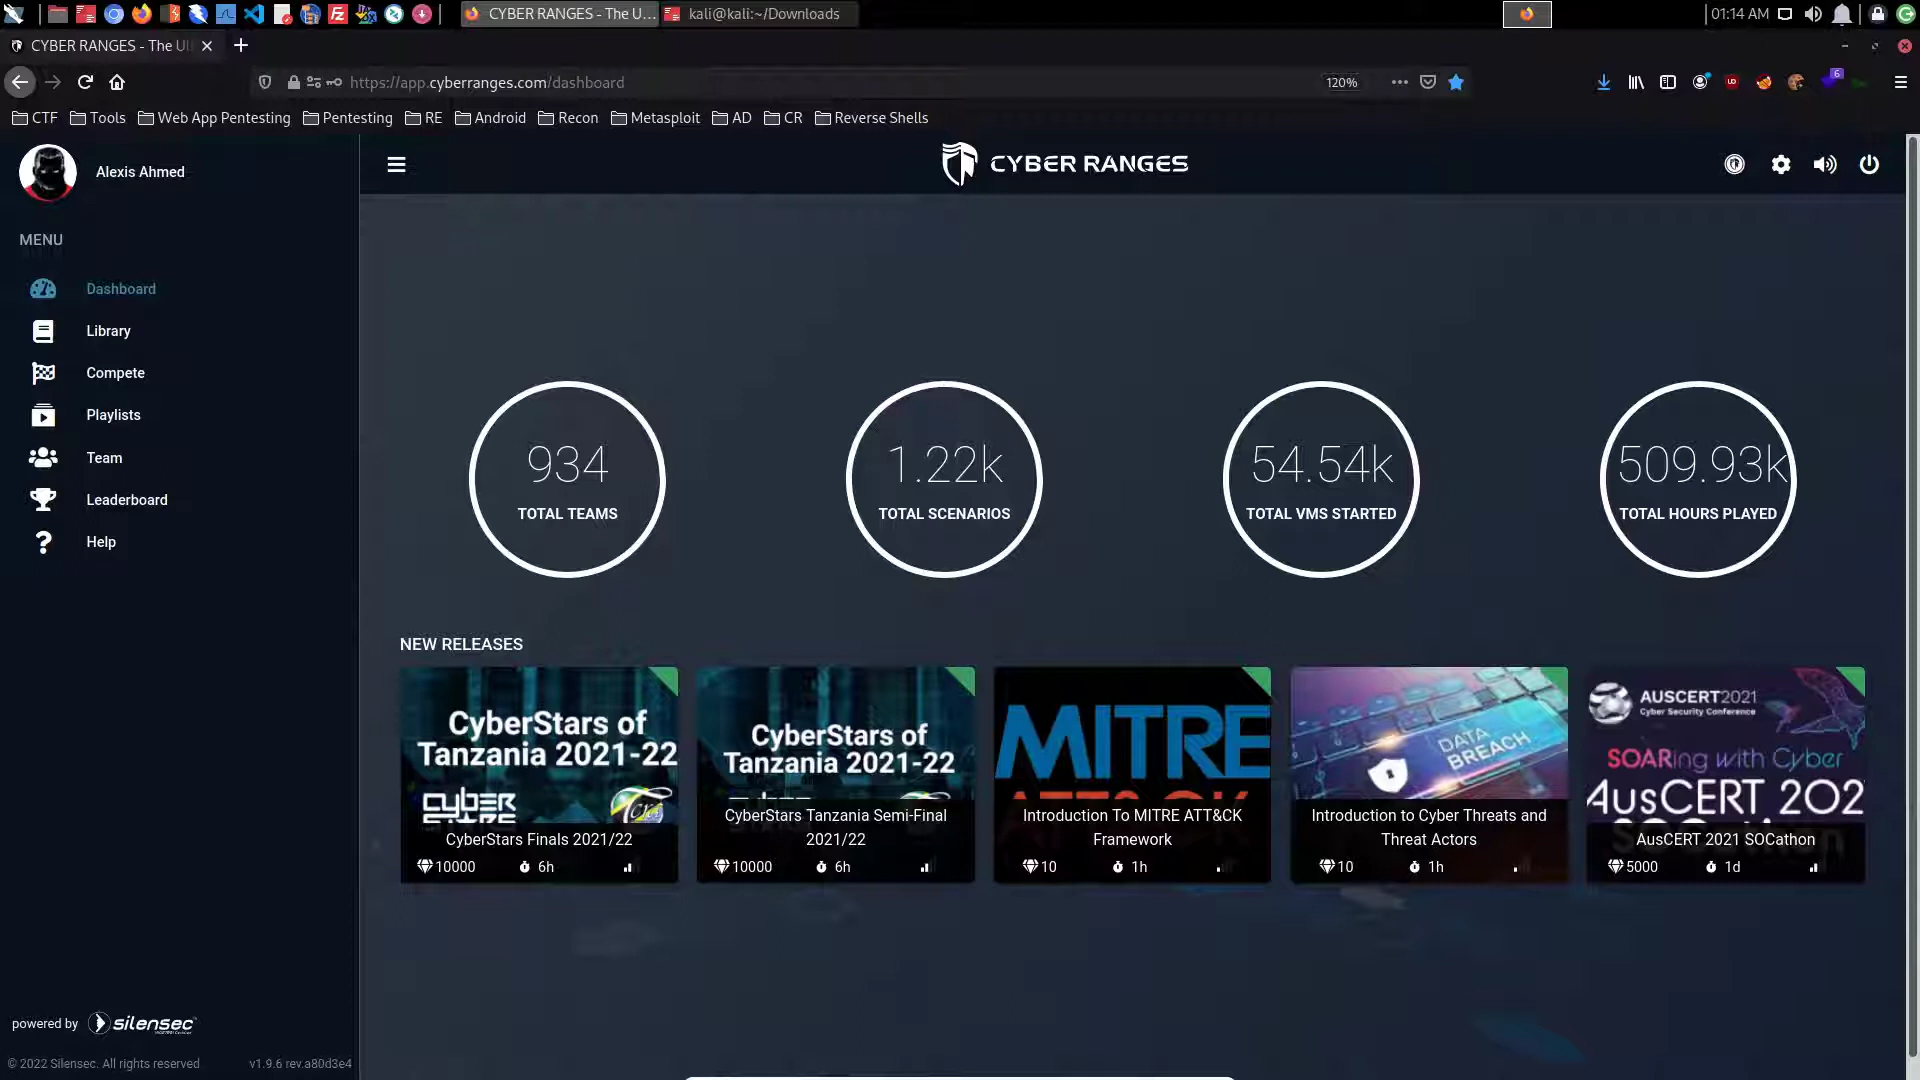 CYBER RANGES - The U...
kali@kali:~/Downloads
01:14 AM
CYBER RANGES - The Ul
https://app.cyberranges.com/dashboard
120%
6
CTF
Tools
Web App Pentesting
Pentesting
RE
Android
Recon
Metasploit
AD
CR
Reverse Shells
Alexis Ahmed
CYBER RANGES
MENU
Dashboard
Library
Compete
Playlists
Team
Leaderboard
Help
934
TOTAL TEAMS
1.22k
TOTAL SCENARIOS
54.54k
TOTAL VMS STARTED
509.93k
TOTAL HOURS PLAYED
NEW RELEASES
CyberStars of
Tanzania 2021-22
CyberStars Finals 2021/22
10000
6h
CyberStars of
Tanzania 2021-22
CyberStars Tanzania Semi-Final
2021/22
10000
6h
MITRE
ATT&CK
Introduction To MITRE ATT&CK
Framework
10
1h
DATA
BREACH
Introduction to Cyber Threats and
Threat Actors
10
1h
AUSCERT2021
Cyber Security Conference
SOARing with Cyber
AusCERT 202
AusCERT 2021 SOCathon
5000
1d
powered by
silensec
© 2022 Silensec. All rights reserved
v1.9.6 rev.a80d3e4